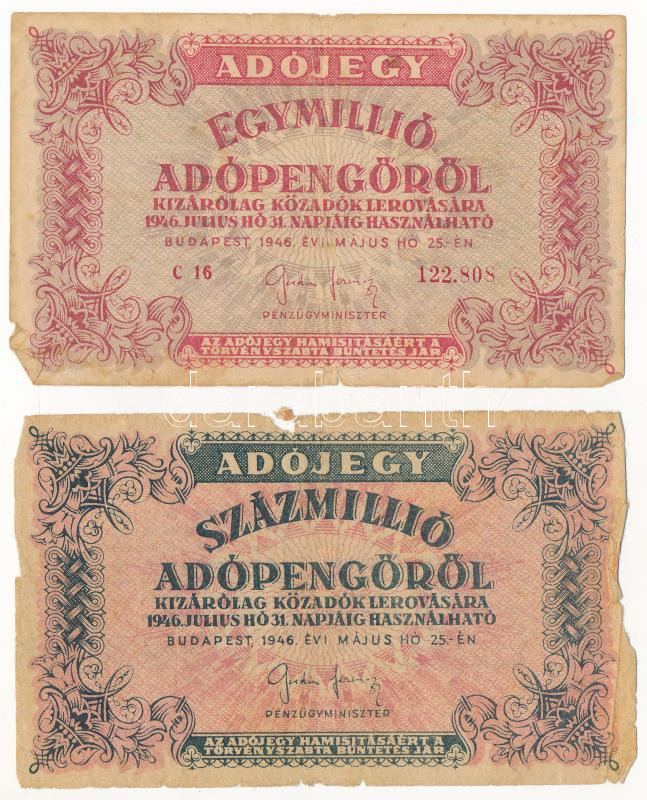 ADÓJEGY
EGYMILLIÓ
ADÓPENGŐRŐL
KIZÁRÓLAG KÖZADÓK LEROVÁSÁRA
1946. JULIUS HÓ 31. NAPJÁIG HASZNÁLHATÓ
BUDAPEST, 1946. ÉVI MÁJUS HÓ 25.-ÉN
C 16 122.808
PÉNZÜGYMINISZTER
AZ ADÓJEGY HAMISITÁSÁÉRT A
TÖRVÉNYSZABTA BÜNTETÉS JÁR
darabanth
ADÓJEGY
SZÁZMILLIÓ
ADÓPENGŐRŐL
KIZÁRÓLAG KÖZADÓK LEROVÁSÁRA
1946. JULIUS HÓ 31. NAPJÁIG HASZNÁLHATÓ
BUDAPEST, 1946. ÉVI MÁJUS HÓ 25.-ÉN
PÉNZÜGYMINISZTER
AZ ADÓJEGY HAMISITÁSÁÉRT A
TÖRVÉNYSZABTA BÜNTETÉS JÁR